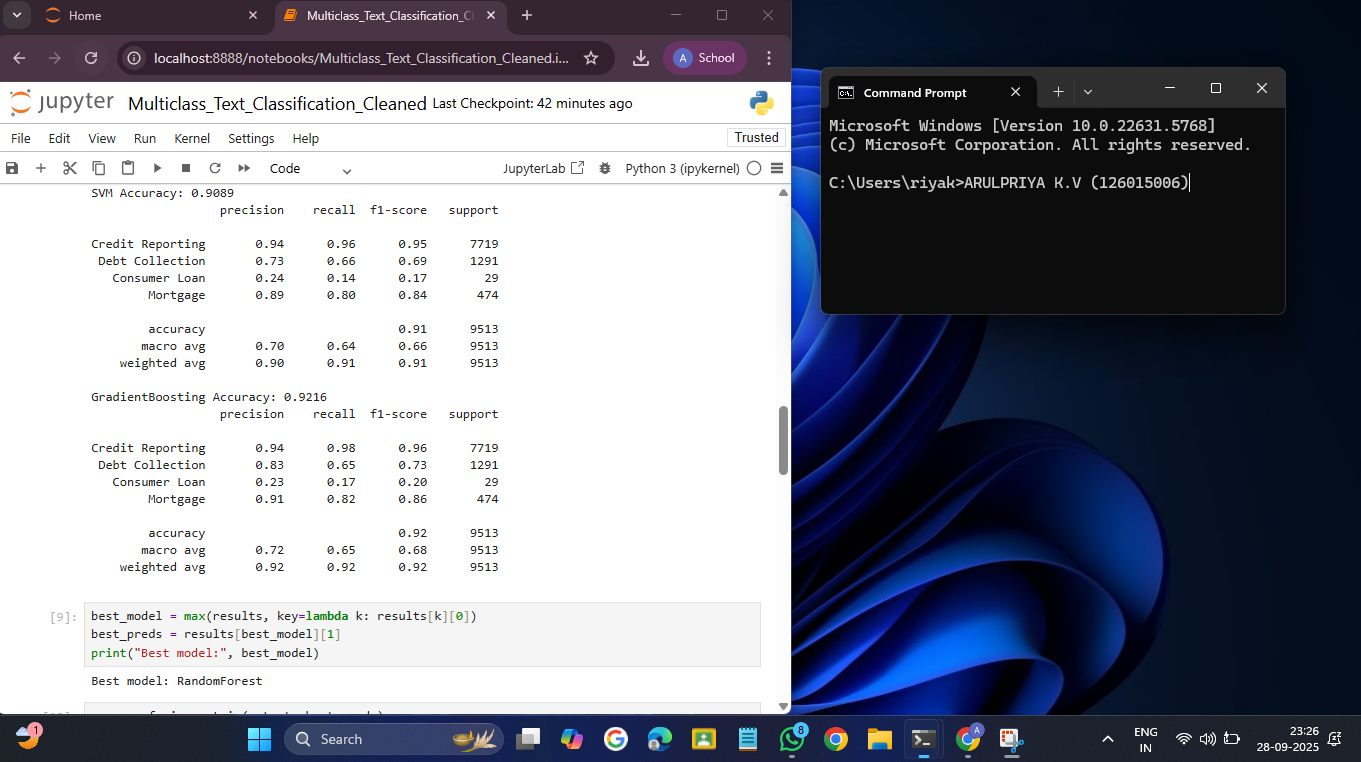 Home
Multiclass_Text_Classification_C
localhost:8888/notebooks/Multiclass_Text_Classification_Cleaned.i...
A School
jupyter Multiclass_Text_Classification_Cleaned Last Checkpoint: 42 minutes ago
File Edit View Run Kernel Settings Help Trusted
Code JupyterLab Python 3 (ipykernel)
SVM Accuracy: 0.9089
precision recall f1-score support
Credit Reporting 0.94 0.96 0.95 7719
Debt Collection 0.73 0.66 0.69 1291
Consumer Loan 0.24 0.14 0.17 29
Mortgage 0.89 0.80 0.84 474
accuracy 0.91 9513
macro avg 0.70 0.64 0.66 9513
weighted avg 0.90 0.91 0.91 9513
GradientBoosting Accuracy: 0.9216
precision recall f1-score support
Credit Reporting 0.94 0.98 0.96 7719
Debt Collection 0.83 0.65 0.73 1291
Consumer Loan 0.23 0.17 0.20 29
Mortgage 0.91 0.82 0.86 474
accuracy 0.92 9513
macro avg 0.72 0.65 0.68 9513
weighted avg 0.92 0.92 0.92 9513
[9]:
best_model = max(results, key=lambda k: results[k][0])
best_preds = results[best_model][1]
print("Best model:", best_model)
Best model: RandomForest
Command Prompt
Microsoft Windows [Version 10.0.22631.5768]
(c) Microsoft Corporation. All rights reserved.
C:\Users\riyak>ARULPRIYA K.V (126015006)
1
Search
8
A
ENG
IN
23:26
28-09-2025